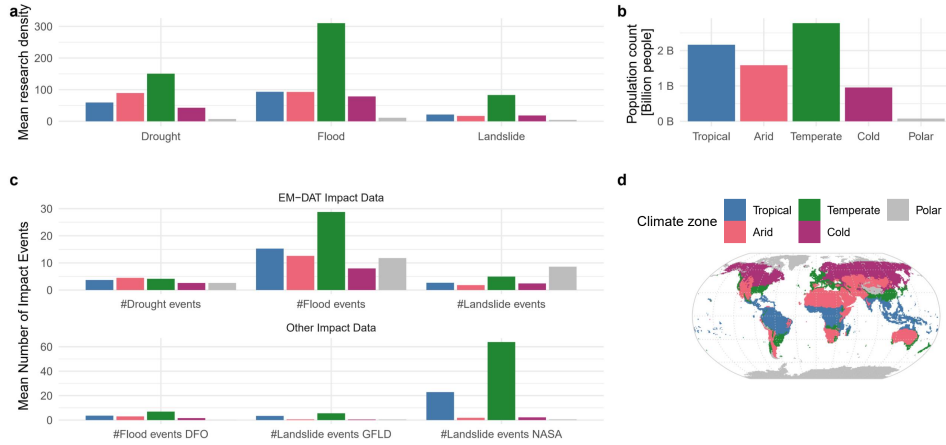 a
Mean research density
300
200
100
0
Drought
Flood
Landslide
b
Population count
[Billion people]
2 B
1 B
0 B
Tropical
Arid
Temperate
Cold
Polar
c
Mean Number of Impact Events
EM−DAT Impact Data
30
20
10
0
#Drought events
#Flood events
#Landslide events
Other Impact Data
60
40
20
0
#Flood events DFO
#Landslide events GFLD
#Landslide events NASA
d
Climate zone
Tropical
Temperate
Polar
Arid
Cold